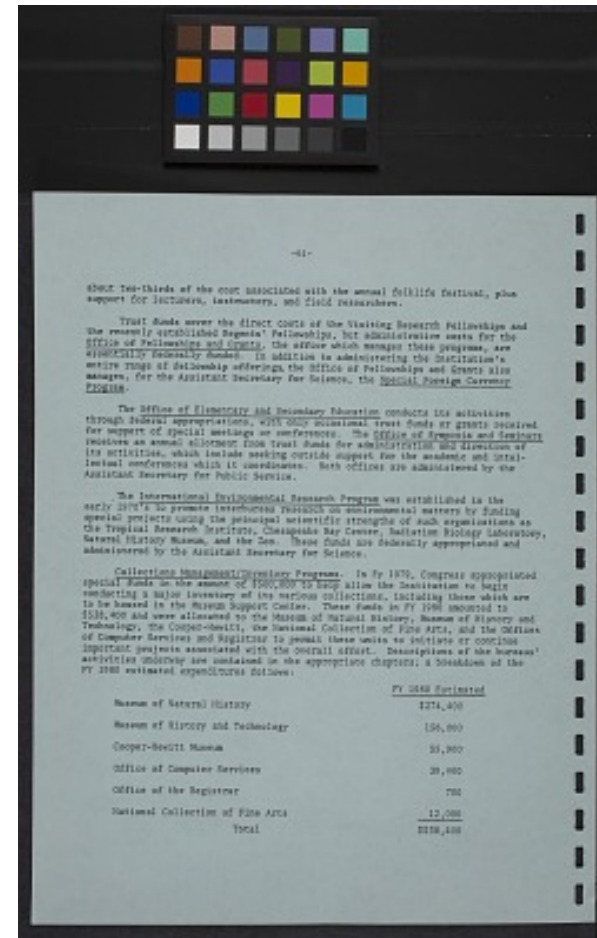 about two-thirds of the cost associated with the annual folklife festival, plus
support for lecturers, instructors, and field researchers.
Trust funds cover the direct costs of the Visiting Research Fellowships and
the recently established Regents' Fellowships, but administrative costs for the
Office of Fellowships and Grants, the office which manages these programs, are
essentially federally funded. In addition to administering the Institution's
entire range of fellowship offerings, the Office of Fellowships and Grants also
manages, for the Assistant Secretary for Science, the Special Foreign Currency
Program.
The Office of Elementary and Secondary Education conducts its activities
through federal appropriations, with only occasional trust funds or grants received
for support of special meetings or conferences. The Office of Symposia and Seminars
receives an annual allotment from trust funds for administration and direction of
its activities, which include seeking outside support for the academic and intel-
lectual conferences which it coordinates. Both offices are administered by the
Assistant Secretary for Public Service.
The International Environmental Research Program was established in the
early 1970's to promote interbureau research on environmental matters by funding
special projects using the principal scientific strengths of such organizations as
the Tropical Research Institute, Chesapeake Bay Center, Radiation Biology Laboratory,
Natural History Museum, and the Zoo. These funds are federally appropriated and
administered by the Assistant Secretary for Science.
Collections Management/Inventory Programs. In FY 1979, Congress appropriated
special funds in the amount of $500,000 to help allow the Institution to begin
conducting a major inventory of its various collections, including those which are
to be housed in the Museum Support Center. These funds in FY 1980 amounted to
and were allocated to the Museum of Natural History, Museum of History and
Technology, the Cooper-Hewitt, the National Collection of Fine Arts, and the Offices
of Computer Services and Registrar to permit these units to initiate or continue
important projects associated with the overall effort. Descriptions of the bureaus'
activities underway are contained in the appropriate chapters; a breakdown of the
FY 1980 estimated expenditures follows:
FY 1980 Estimated
Museum of Natural History $274,400
Museum of History and Technology
Cooper-Hewitt Museum
Office of Computer Services
Office of the Registrar 700
National Collection of Fine Arts 12,000
Total